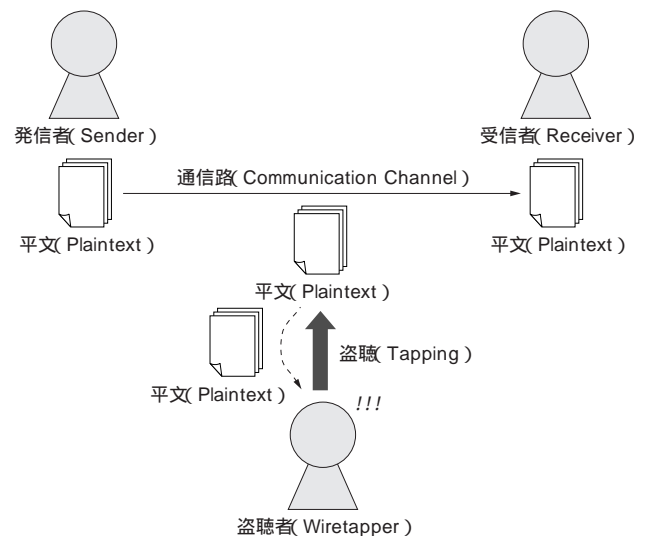 発信者( Sender )
受信者( Receiver )
通信路( Communication Channel )
平文( Plaintext )
平文( Plaintext )
平文( Plaintext )
盗聴( Tapping )
平文( Plaintext )
!!!
盗聴者( Wiretapper )